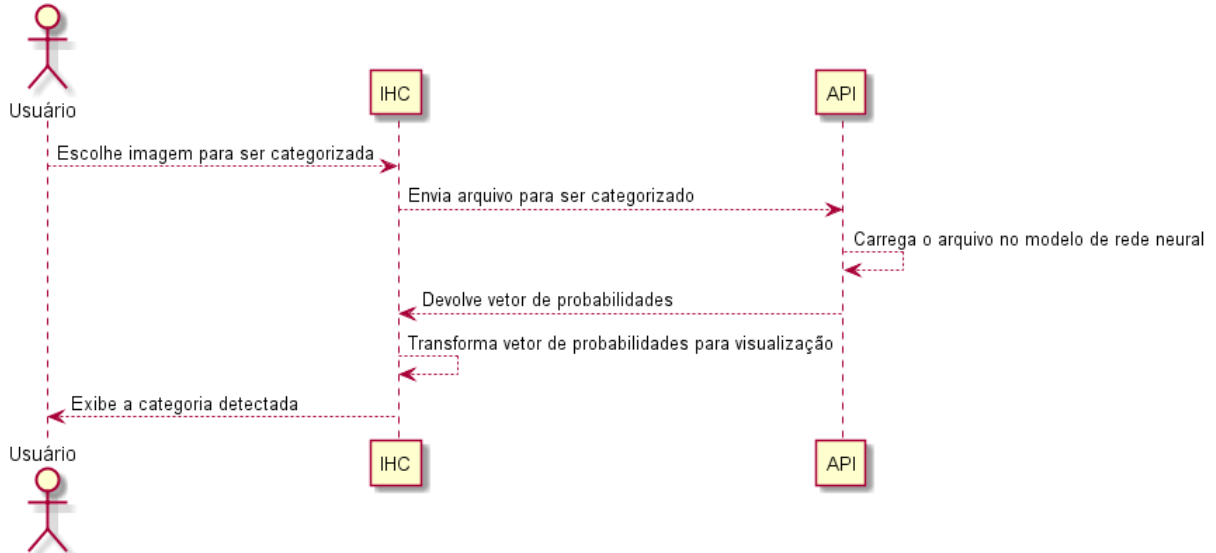 Usuário
IHC
API
Escolhe imagem para ser categorizada
Envia arquivo para ser categorizado
Carrega o arquivo no modelo de rede neural
Devolve vetor de probabilidades
Transforma vetor de probabilidades para visualização
Exibe a categoria detectada
Usuário
IHC
API